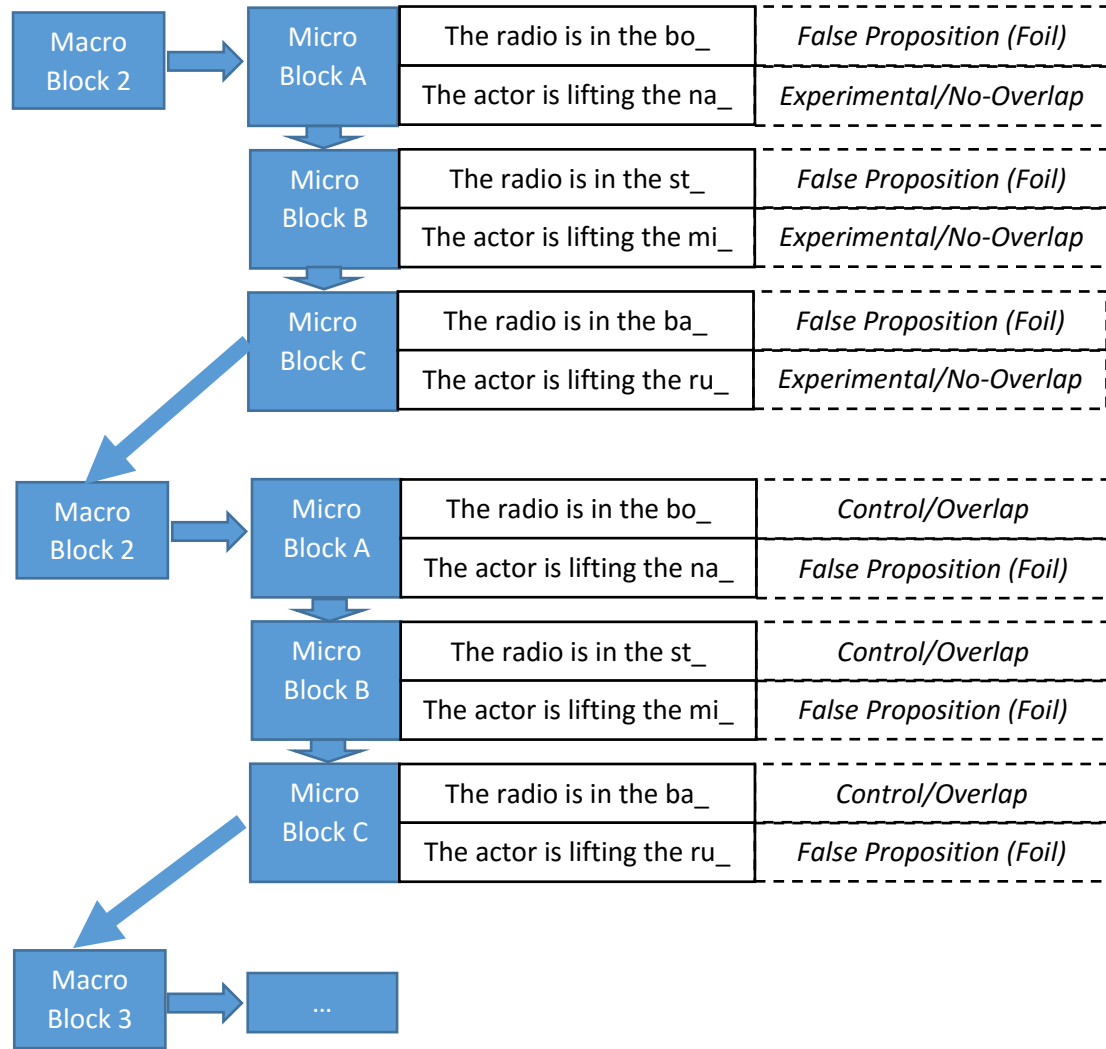 Macro
Block 2
Micro
Block A
The radio is in the bo_
False Proposition (Foil)
The actor is lifting the na_
Experimental/No-Overlap
Micro
Block B
The radio is in the st_
False Proposition (Foil)
The actor is lifting the mi_
Experimental/No-Overlap
Micro
Block C
The radio is in the ba_
False Proposition (Foil)
The actor is lifting the ru_
Experimental/No-Overlap
Macro
Block 2
Micro
Block A
The radio is in the bo_
Control/Overlap
The actor is lifting the na_
False Proposition (Foil)
Micro
Block B
The radio is in the st_
Control/Overlap
The actor is lifting the mi_
False Proposition (Foil)
Micro
Block C
The radio is in the ba_
Control/Overlap
The actor is lifting the ru_
False Proposition (Foil)
Macro
Block 3
...